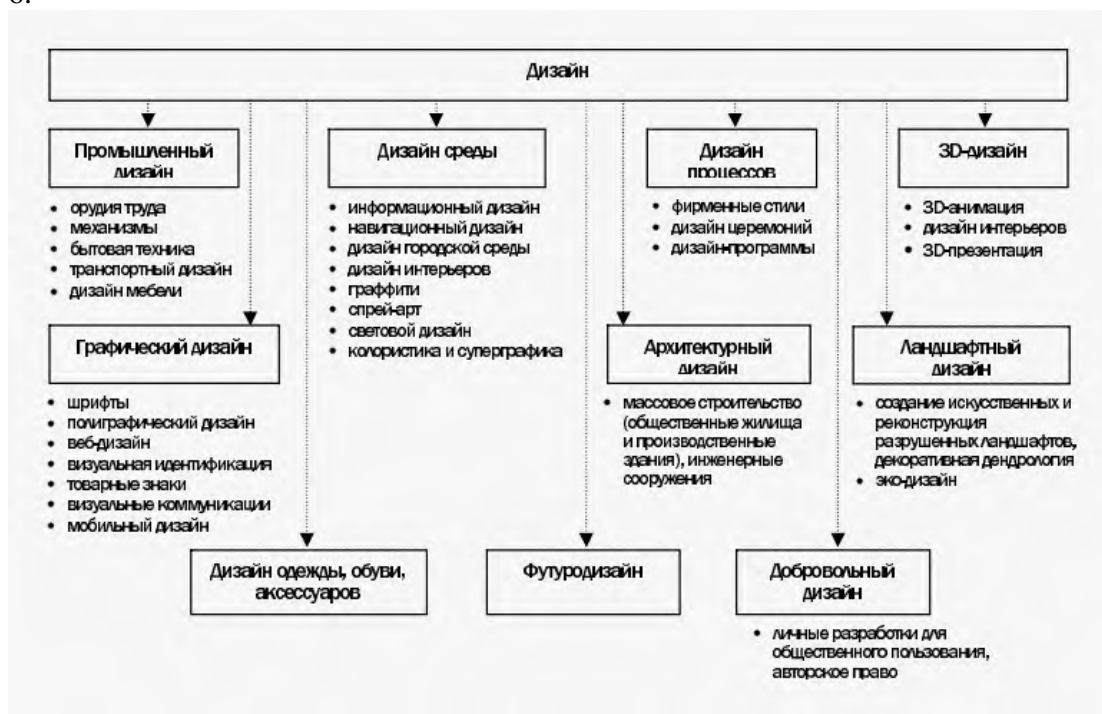 6.
Дизайн
Промышленный
дизайн
• орудия труда
• механизмы
• бытовая техника
• транспортный дизайн
• дизайн мебели
Дизайн среды
• информационный дизайн
• навигационный дизайн
• дизайн городской среды
• дизайн интерьеров
• граффити
• спрей-арт
• световой дизайн
• колористика и суперграфика
Дизайн
процессов
• фирменные стили
• дизайн церемоний
• дизайн-программы
3D-дизайн
• 3D-анимация
• дизайн интерьеров
• 3D-презентация
Графический дизайн
• шрифты
• полиграфический дизайн
• веб-дизайн
• визуальная идентификация
• товарные знаки
• визуальные коммуникации
• мобильный дизайн
Архитектурный
дизайн
• массовое строительство
(общественные жилища
и производственные
здания), инженерные
сооружения
Ландшафтный
дизайн
• создание искусственных и
реконструкция
разрушенных ландшафтов,
декоративная дендрология
• эко-дизайн
Дизайн одежды, обуви,
аксессуаров
Футуродизайн
Добровольный
дизайн
• личные разработки для
общественного пользования,
авторское право